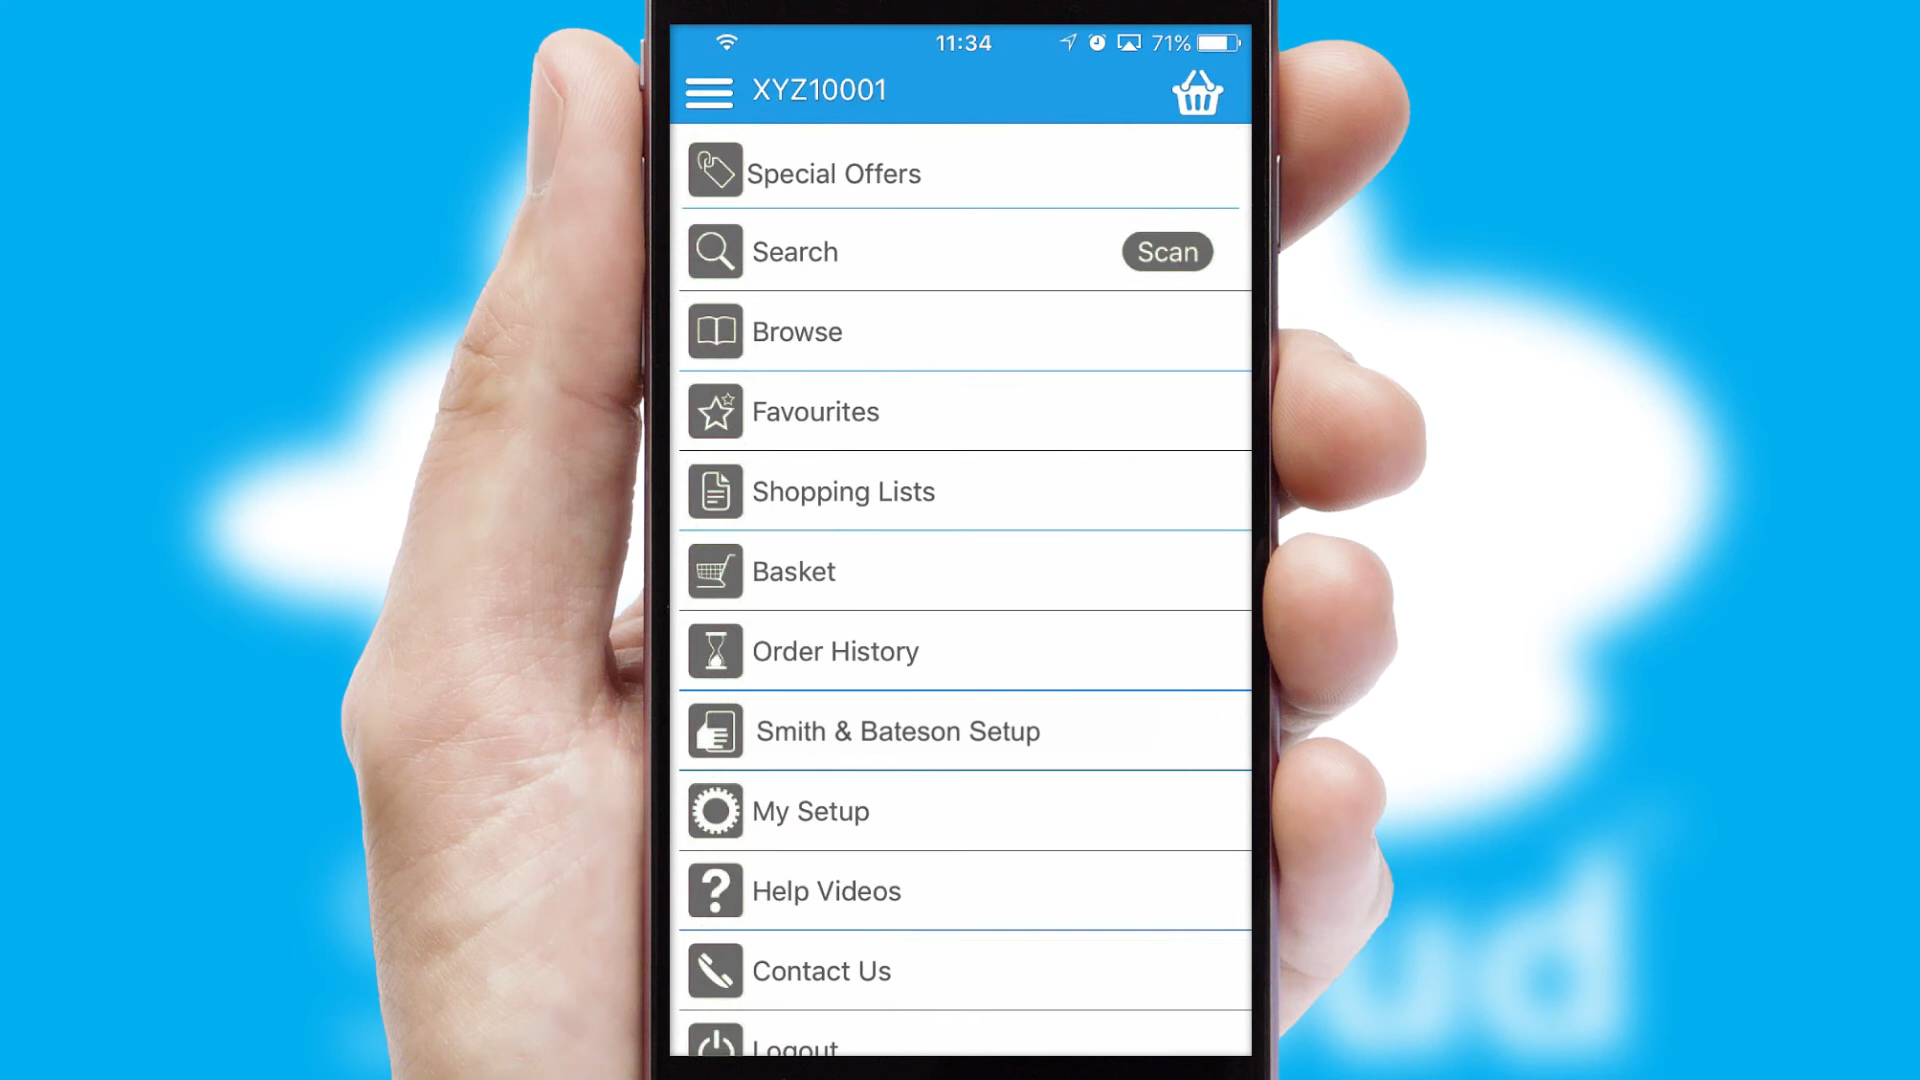 11:34 71%
XYZ10001
Special Offers
Search Scan
Browse
Favourites
Shopping Lists
Basket
Order History
Smith & Bateson Setup
My Setup
Help Videos
Contact Us
Logout